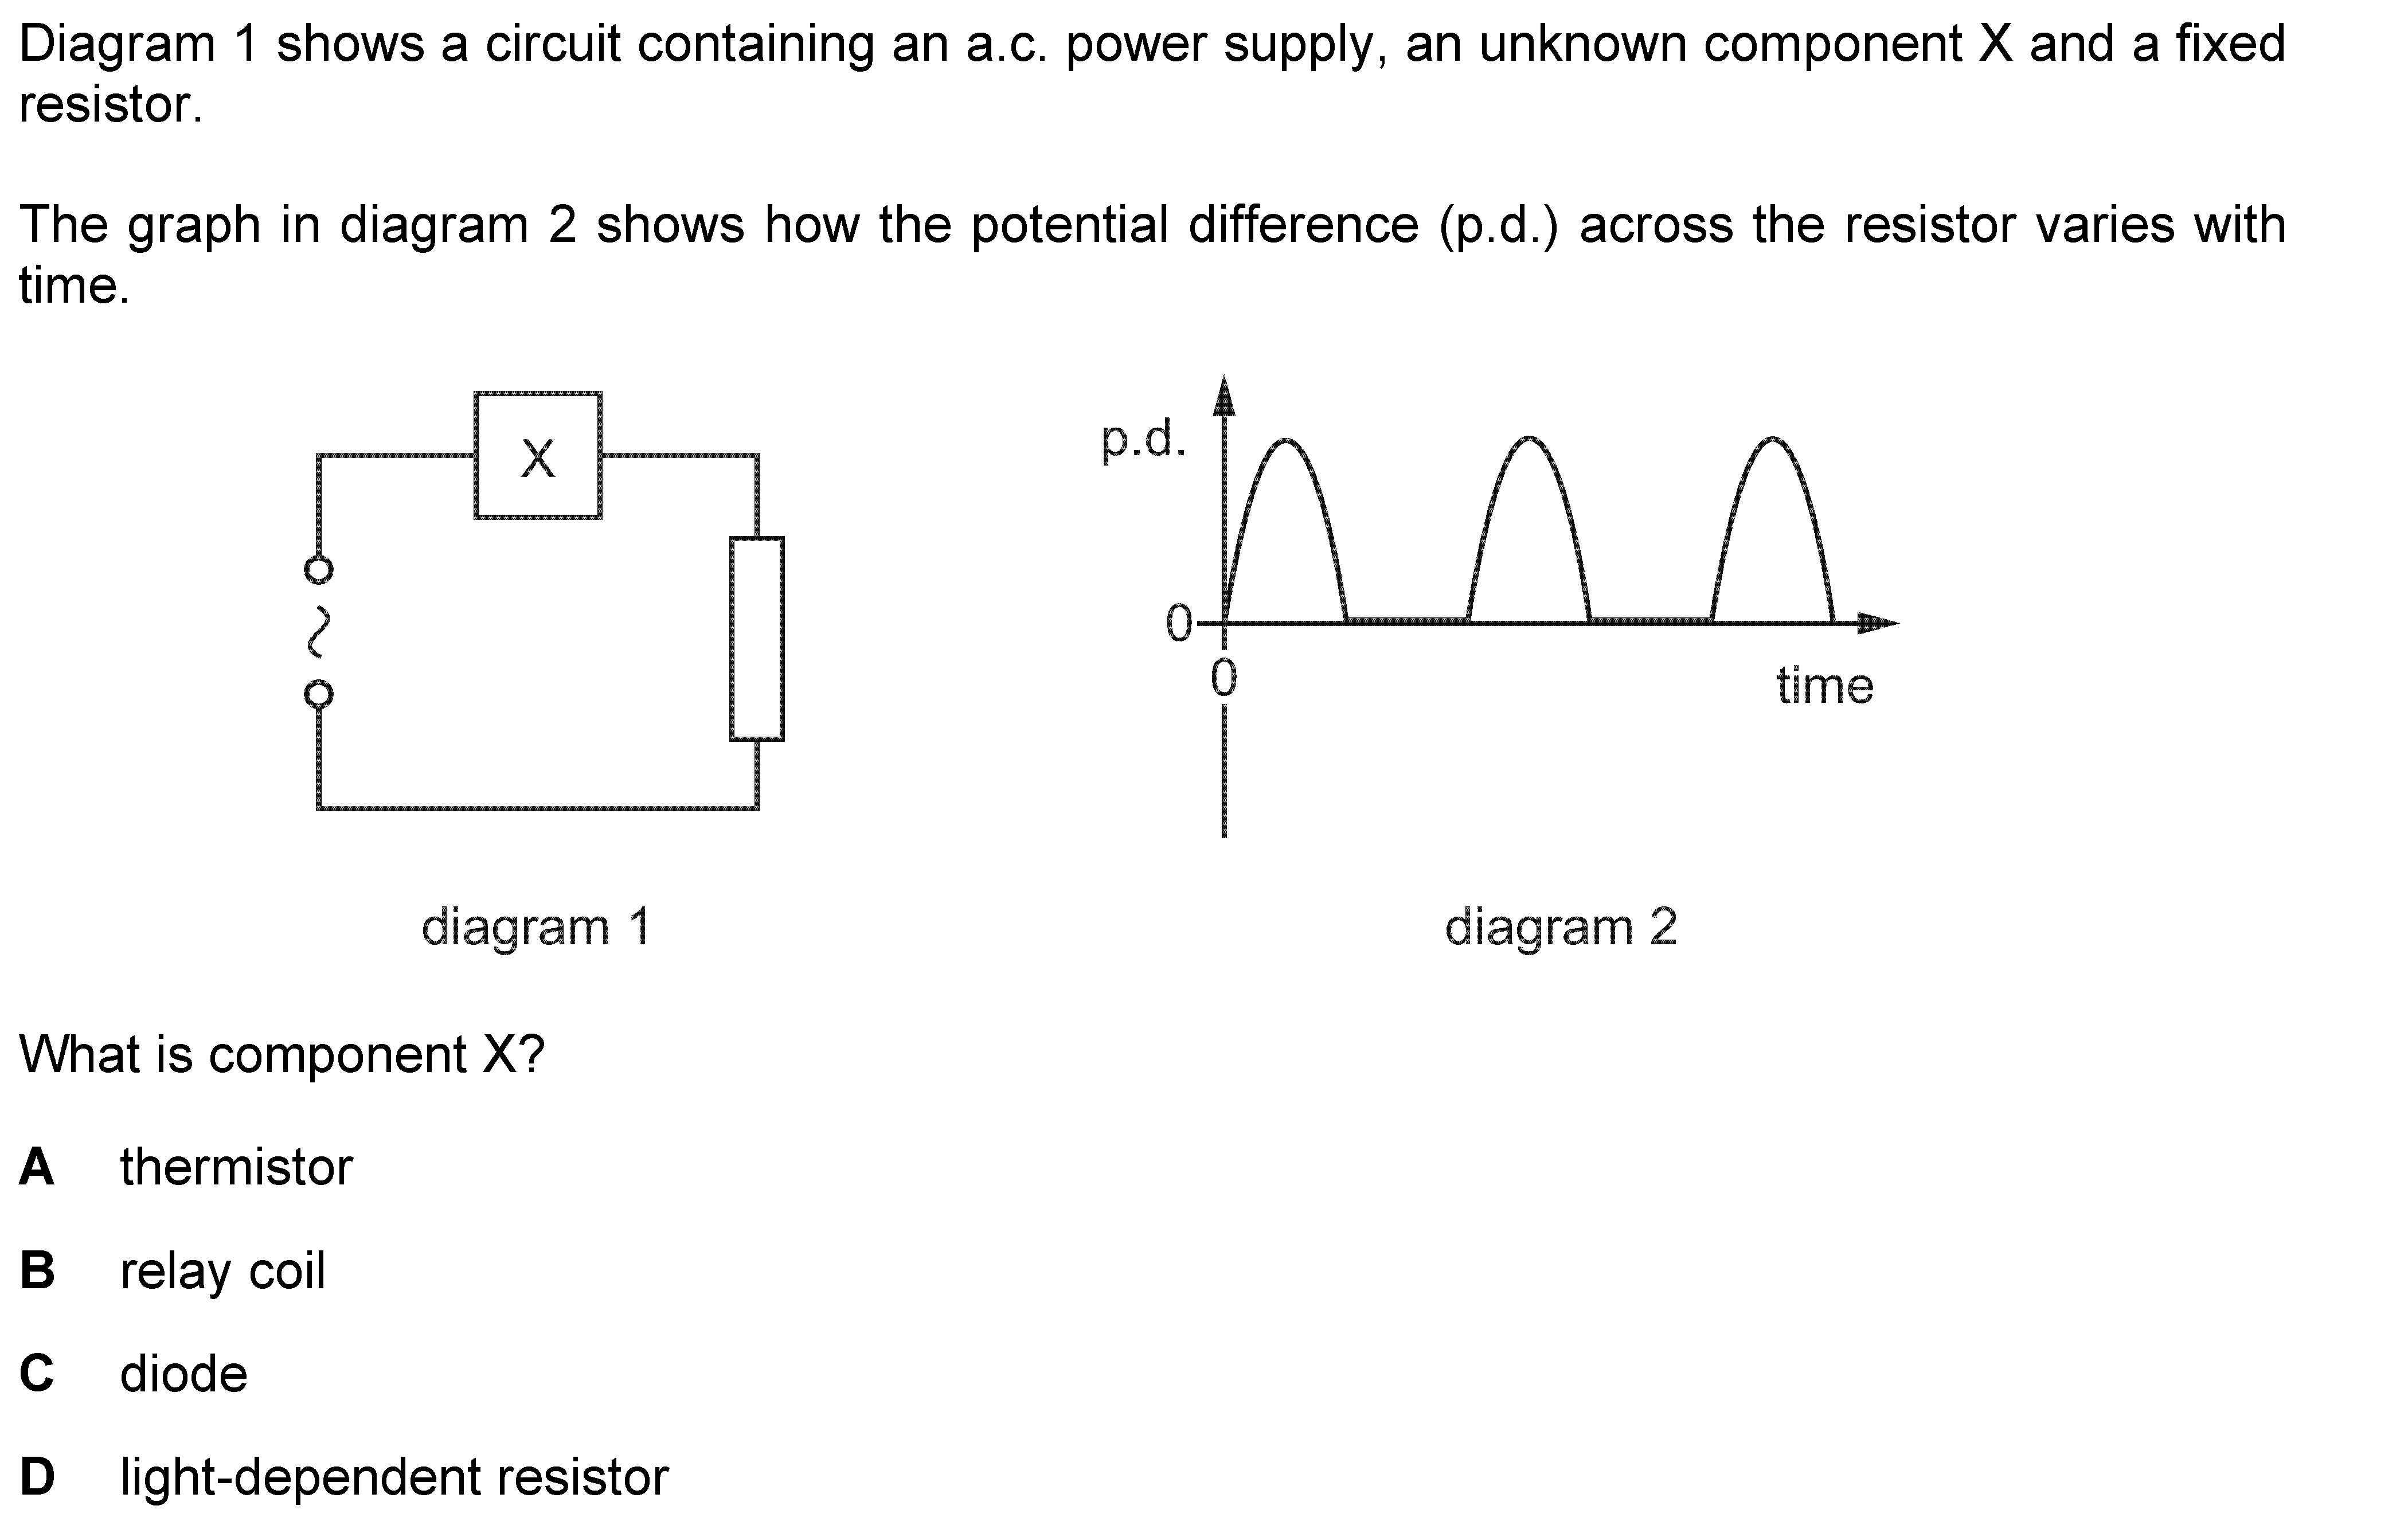 Diagram 1 shows a circuit containing an a.c. power supply, an unknown component X and a fixed
resistor.
The graph in diagram 2 shows how the potential difference (p.d.) across the resistor varies with
time.
X
~
p.d.
0
0
time
diagram 1
diagram 2
What is component X?
A thermistor
B relay coil
C diode
D light-dependent resistor